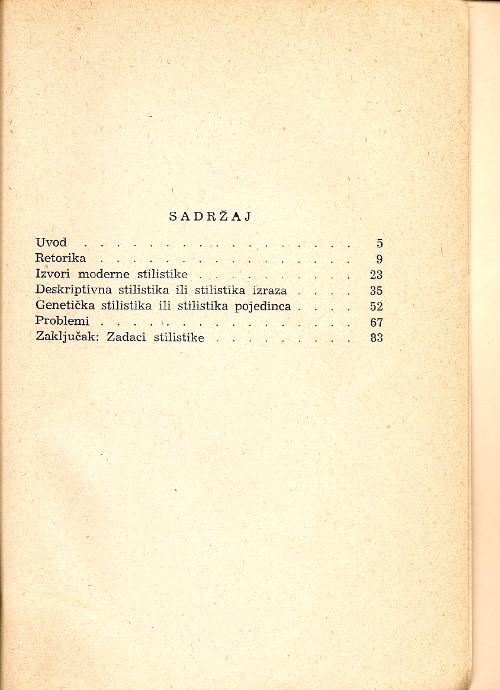 SADRŽAJ
Uvod . . . . . . . . . . . . . . . . . 5
Retorika . . . . . . . . . . . . . . . . 9
Izvori moderne stilistike . . . . . . . . . . 23
Deskriptivna stilistika ili stilistika izraza . . . . 35
Genetička stilistika ili stilistika pojedinca . . . . 52
Problemi . . . . . . . . . . . . . . . . 67
Zaključak: Zadaci stilistike . . . . . . . . . 83